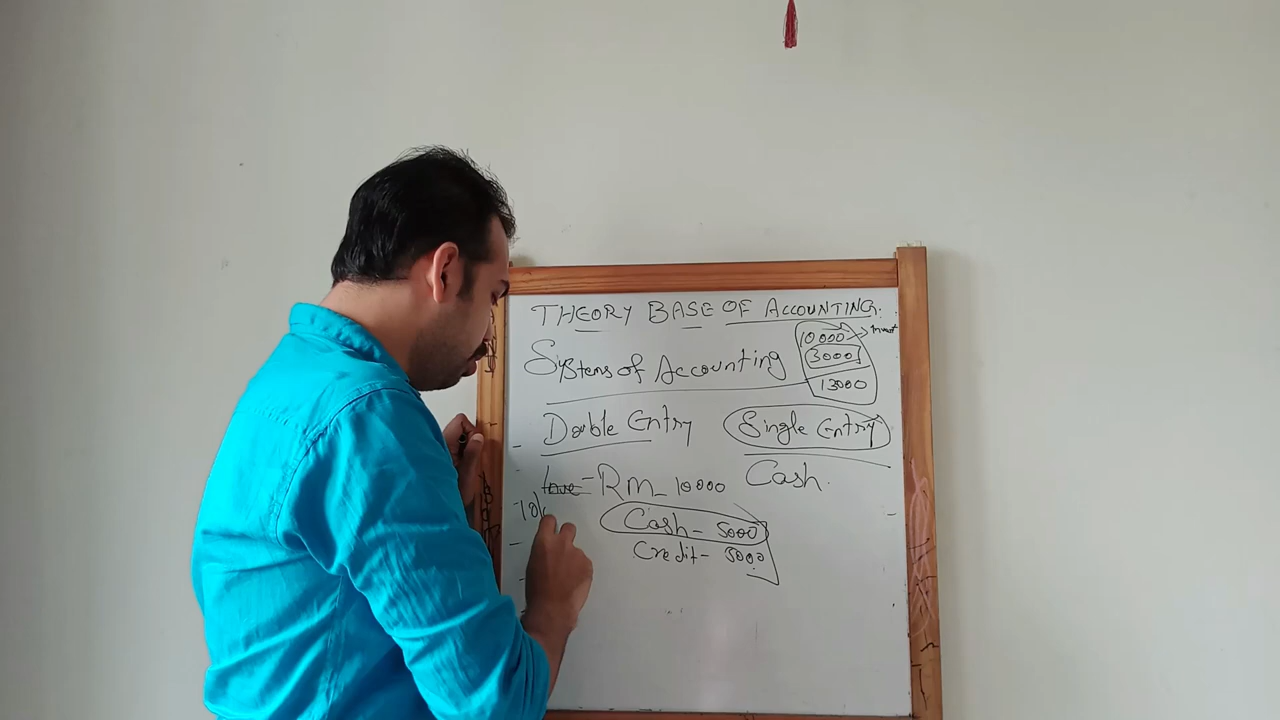 THEORY BASE OF ACCOUNTING.
10000 → Invest
Systems of Accounting
3000
13000
Double Entry Single Entry
- RM - 10000 Cash.
Cash - 5000
Credit - 5000